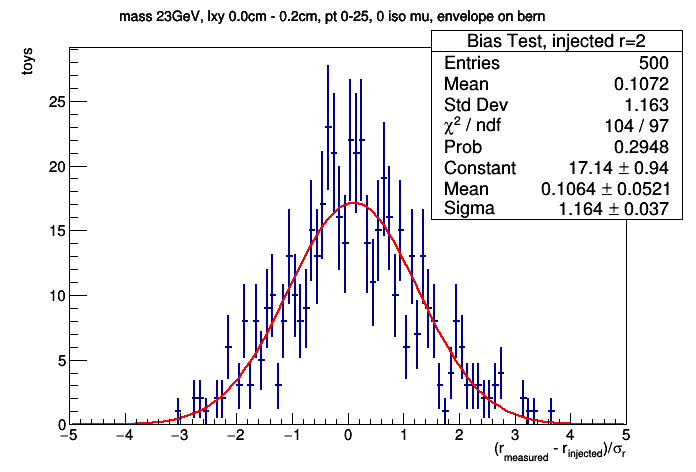 mass 23GeV, lxy 0.0cm - 0.2cm, pt 0-25, 0 iso mu, envelope on bern
Bias Test, injected r=2
Entries 500
Mean 0.1072
Std Dev 1.163
χ² / ndf 104 / 97
Prob 0.2948
Constant 17.14 ± 0.94
Mean 0.1064 ± 0.0521
Sigma 1.164 ± 0.037
toys
25
20
15
10
5
0
−5 −4 −3 −2 −1 0 1 2 3 4 5
(r_measured - r_injected)/σ_r